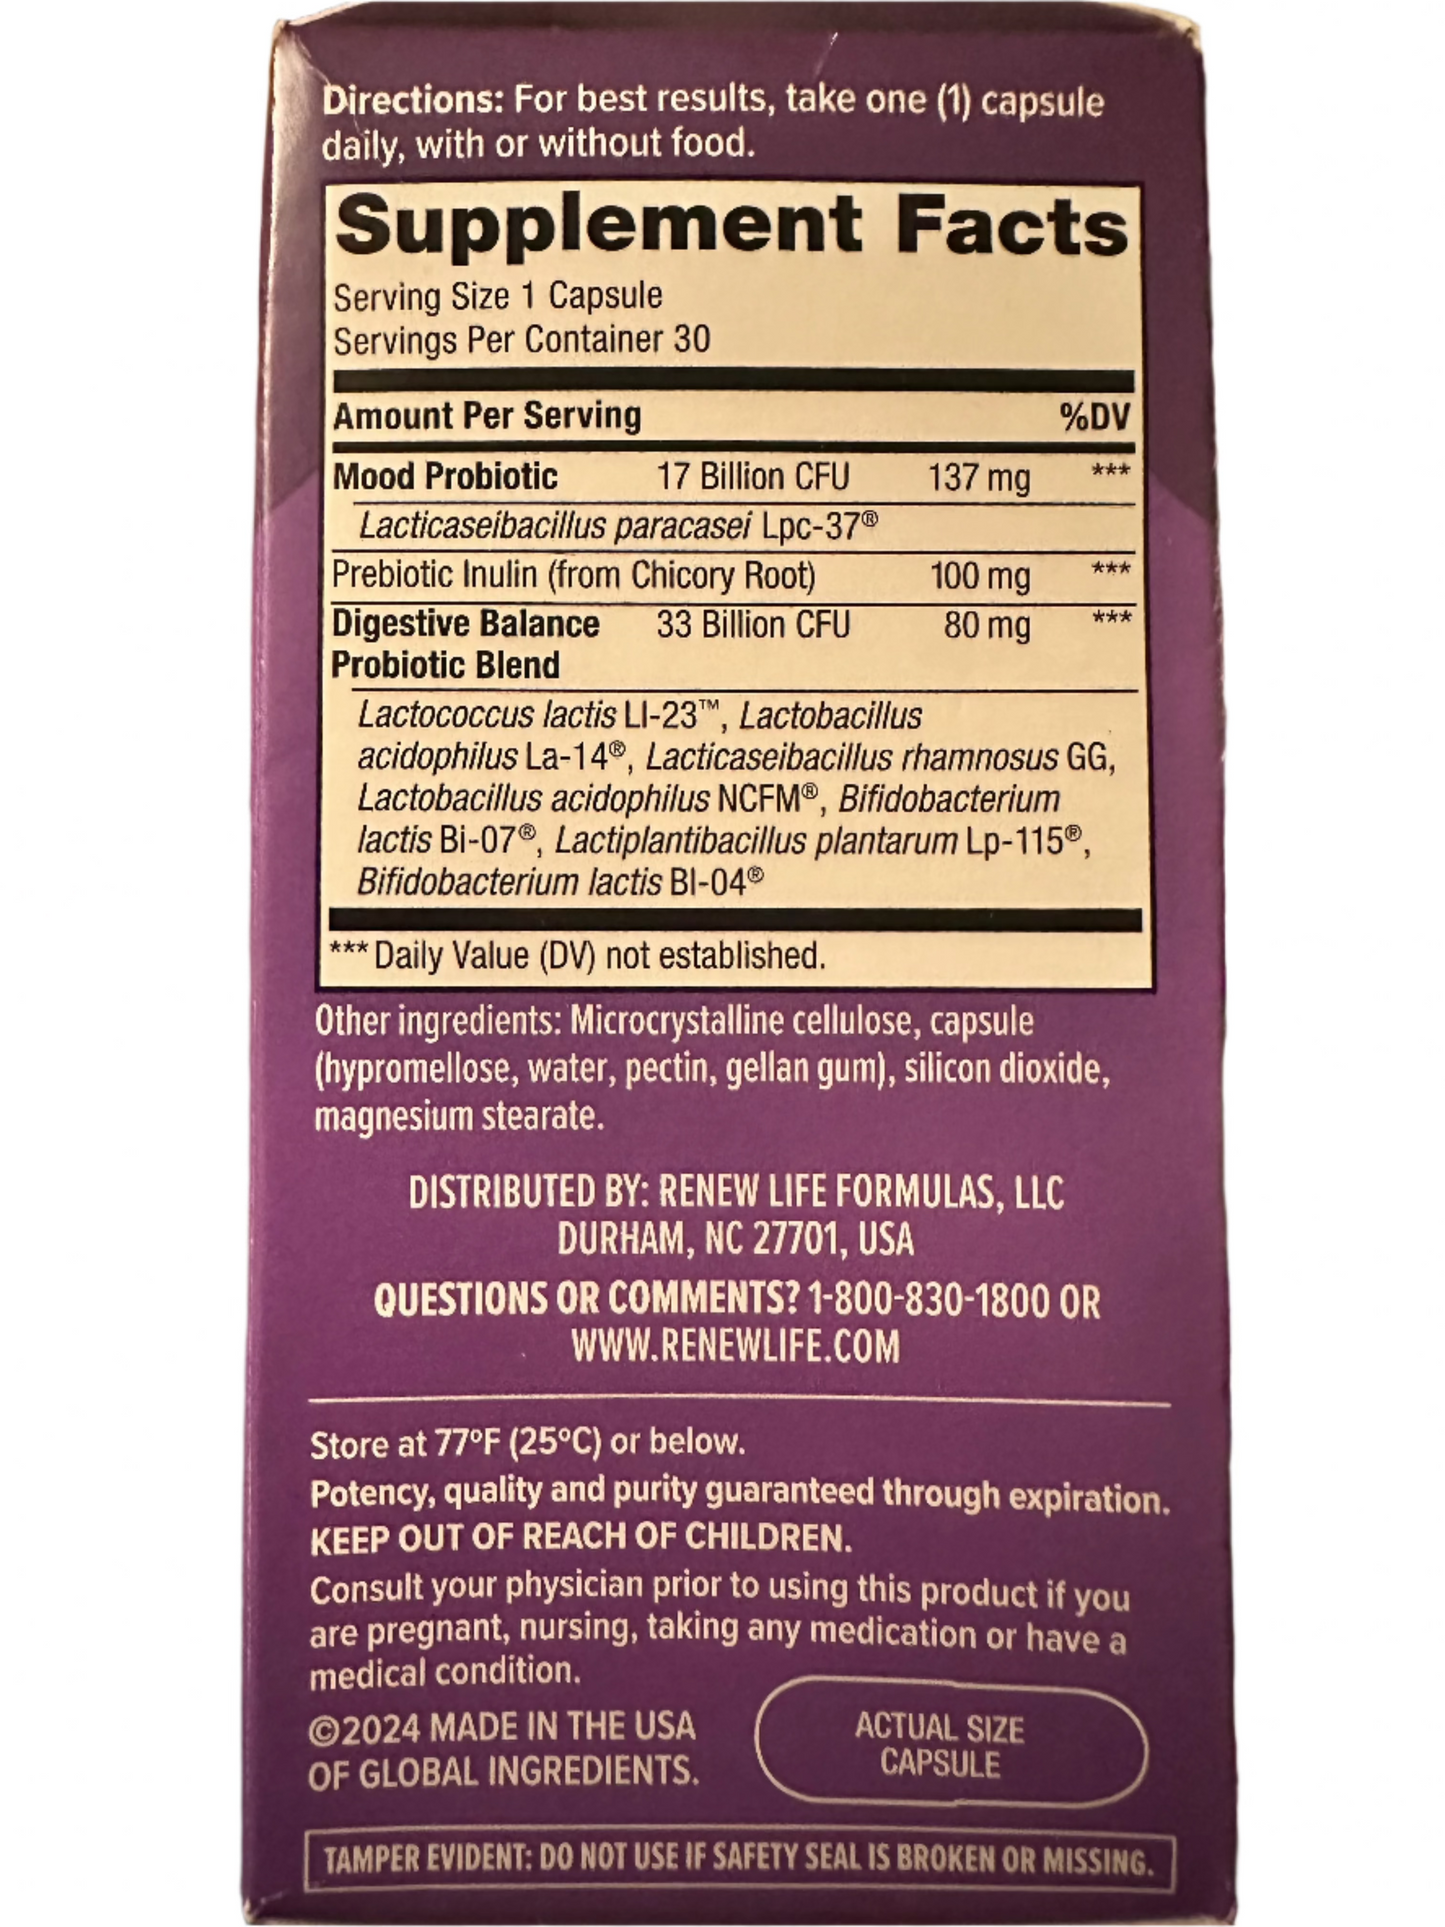 Directions: For best results, take one (1) capsule
daily, with or without food.
Supplement Facts
Serving Size 1 Capsule
Servings Per Container 30
Amount Per Serving %DV
Mood Probiotic 17 Billion CFU 137 mg ***
Lacticaseibacillus paracasei Lpc-37®
Prebiotic Inulin (from Chicory Root) 100 mg ***
Digestive Balance 33 Billion CFU 80 mg ***
Probiotic Blend
Lactococcus lactis Ll-23™, Lactobacillus
acidophilus La-14®, Lacticaseibacillus rhamnosus GG,
Lactobacillus acidophilus NCFM®, Bifidobacterium
lactis Bi-07®, Lactiplantibacillus plantarum Lp-115®,
Bifidobacterium lactis Bl-04®
*** Daily Value (DV) not established.
Other ingredients: Microcrystalline cellulose, capsule
(hypromellose, water, pectin, gellan gum), silicon dioxide,
magnesium stearate.
DISTRIBUTED BY: RENEW LIFE FORMULAS, LLC
DURHAM, NC 27701, USA
QUESTIONS OR COMMENTS? 1-800-830-1800 OR
WWW.RENEWLIFE.COM
Store at 77ºF (25ºC) or below.
Potency, quality and purity guaranteed through expiration.
KEEP OUT OF REACH OF CHILDREN.
Consult your physician prior to using this product if you
are pregnant, nursing, taking any medication or have a
medical condition.
©2024 MADE IN THE USA
OF GLOBAL INGREDIENTS.
ACTUAL SIZE
CAPSULE
TAMPER EVIDENT: DO NOT USE IF SAFETY SEAL IS BROKEN OR MISSING.